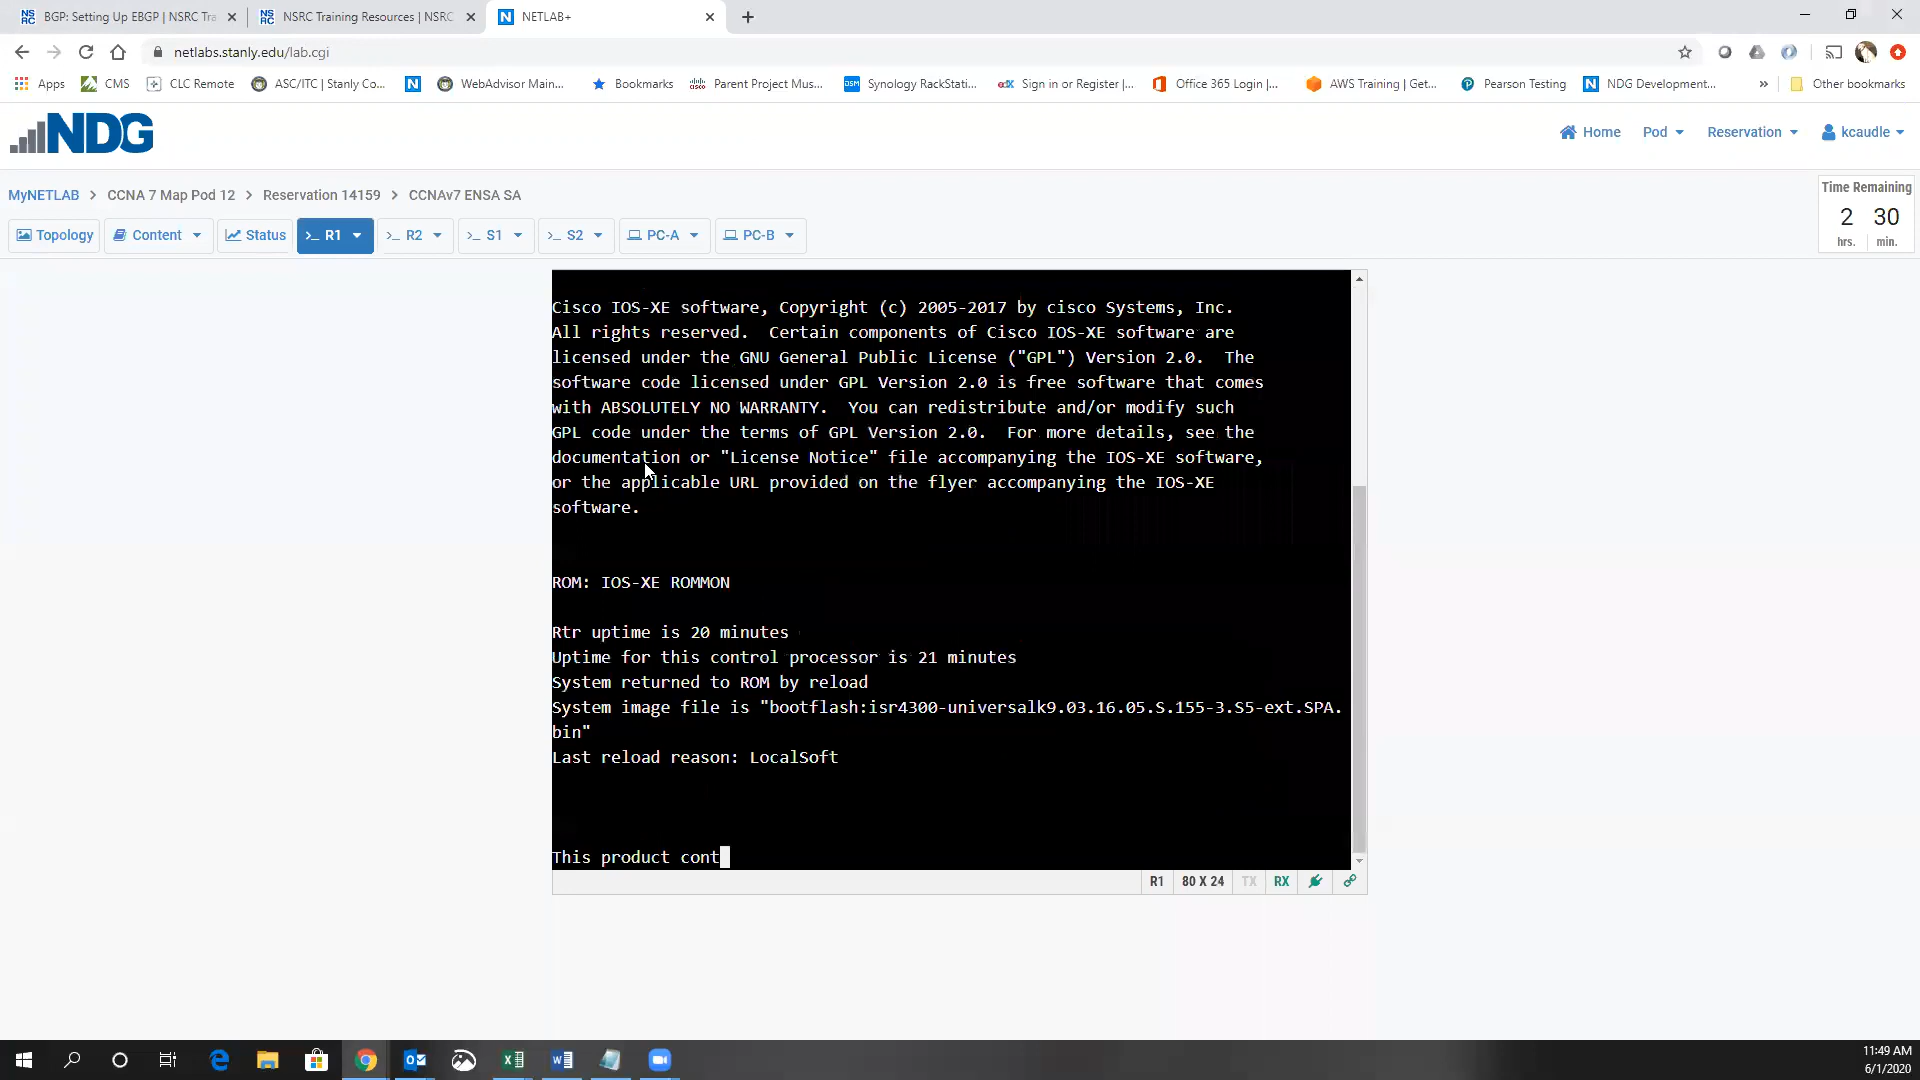 BGP: Setting Up EBGP | NSRC Tra
NSRC Training Resources | NSRC
NETLAB+
netlabs.stanly.edu/lab.cgi
Apps
CMS
CLC Remote
ASC/ITC | Stanly Co...
WebAdvisor Main...
Bookmarks
Parent Project Mus...
Synology RackStati...
Sign in or Register |...
Office 365 Login |...
AWS Training | Get...
Pearson Testing
NDG Development...
»
Other bookmarks
NDG
Home
Pod
Reservation
kcaudle
MyNETLAB > CCNA 7 Map Pod 12 > Reservation 14159 > CCNAv7 ENSA SA
Time Remaining
2 30
hrs. min.
Topology
Content
Status
>_ R1
>_ R2
>_ S1
>_ S2
PC-A
PC-B
Cisco IOS-XE software, Copyright (c) 2005-2017 by cisco Systems, Inc.
All rights reserved.  Certain components of Cisco IOS-XE software are
licensed under the GNU General Public License ("GPL") Version 2.0.  The
software code licensed under GPL Version 2.0 is free software that comes
with ABSOLUTELY NO WARRANTY.  You can redistribute and/or modify such
GPL code under the terms of GPL Version 2.0.  For more details, see the
documentation or "License Notice" file accompanying the IOS-XE software,
or the applicable URL provided on the flyer accompanying the IOS-XE
software.
ROM: IOS-XE ROMMON
Rtr uptime is 20 minutes
Uptime for this control processor is 21 minutes
System returned to ROM by reload
System image file is "bootflash:isr4300-universalk9.03.16.05.S.155-3.S5-ext.SPA.
bin"
Last reload reason: LocalSoft
This product cont
R1
80 X 24
TX
RX
11:49 AM
6/1/2020